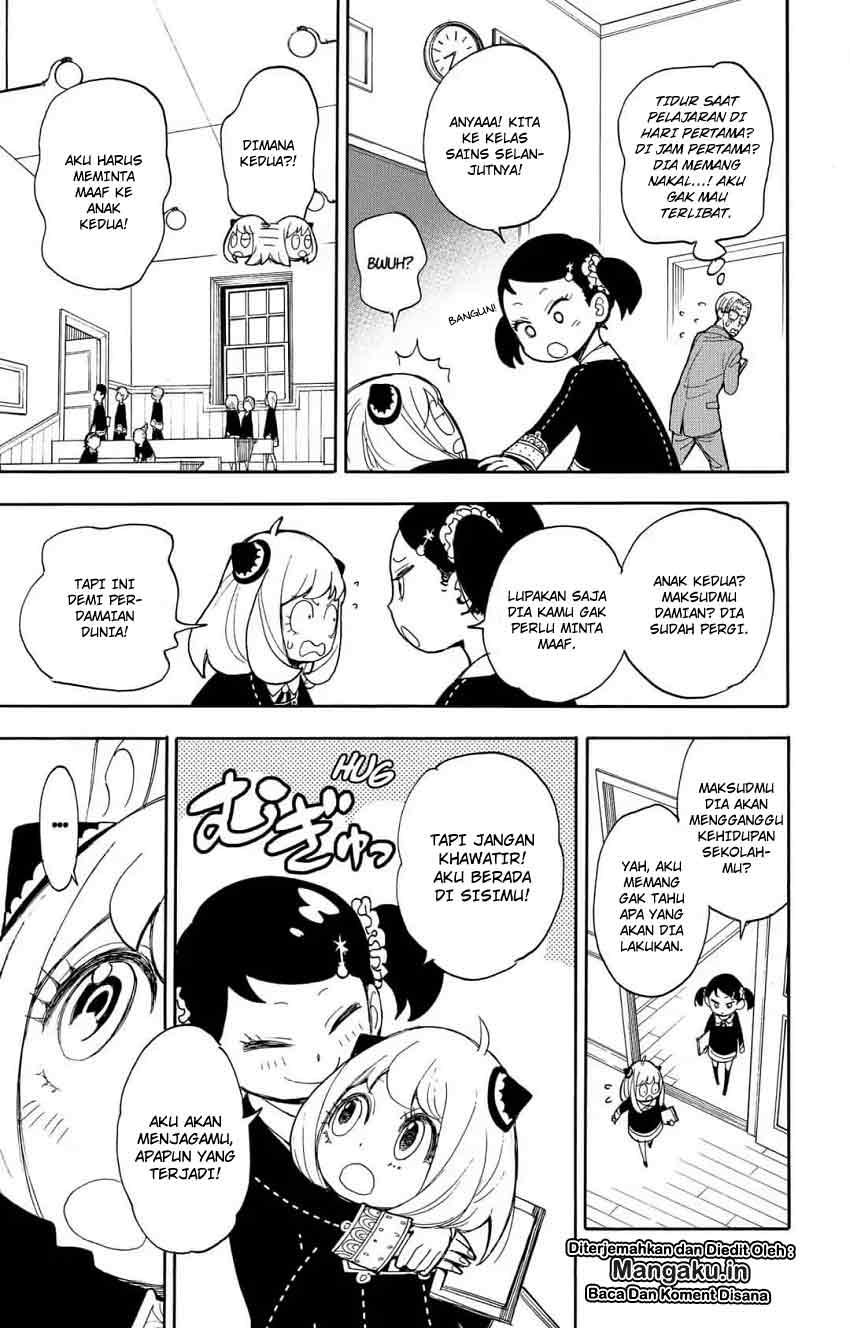 TIDUR SAAT
PELAJARAN DI
HARI PERTAMA?
DI JAM PERTAMA?
DIA MEMANG
NAKAL...! AKU
GAK MAU
TERLIBAT.
ANYAAA! KITA
KE KELAS
SAINS SELAN-
JUTNYA!
BANGUN!
BWUH?
DIMANA
KEDUA?!
AKU HARUS
MEMINTA
MAAF KE
ANAK
KEDUA!
ANAK KEDUA?
MAKSUDMU
DAMIAN? DIA
SUDAH PERGI.
LUPAKAN SAJA
DIA KAMU GAK
PERLU MINTA
MAAF.
TAPI INI
DEMI PER-
DAMAIAN
DUNIA!
MAKSUDMU
DIA AKAN
MENGGANGGU
KEHIDUPAN
SEKOLAH-
MU?
YAH, AKU
MEMANG
GAK TAHU
APA YANG
AKAN DIA
LAKUKAN.
HUG
むぎゅっ
TAPI JANGAN
KHAWATIR!
AKU BERADA
DI SISIMU!
AKU AKAN
MENJAGAMU,
APAPUN YANG
TERJADI!
...
Diterjemahkan dan Diedit Oleh :
Mangaku.in
Baca Dan Koment Disana